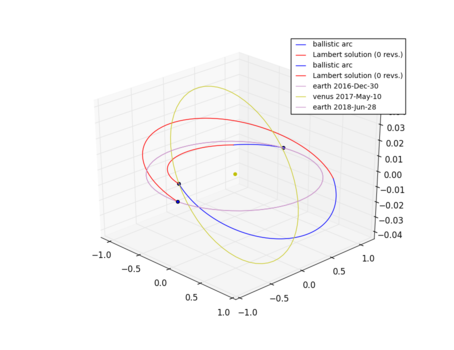 ballistic arc
Lambert solution (0 revs.)
ballistic arc
Lambert solution (0 revs.)
earth 2016-Dec-30
venus 2017-May-10
earth 2018-Jun-28
0.03
0.02
0.01
0.00
−0.01
−0.02
−0.03
−0.04
−1.0
−0.5
0.0
0.5
1.0
−1.0
−0.5
0.0
0.5
1.0